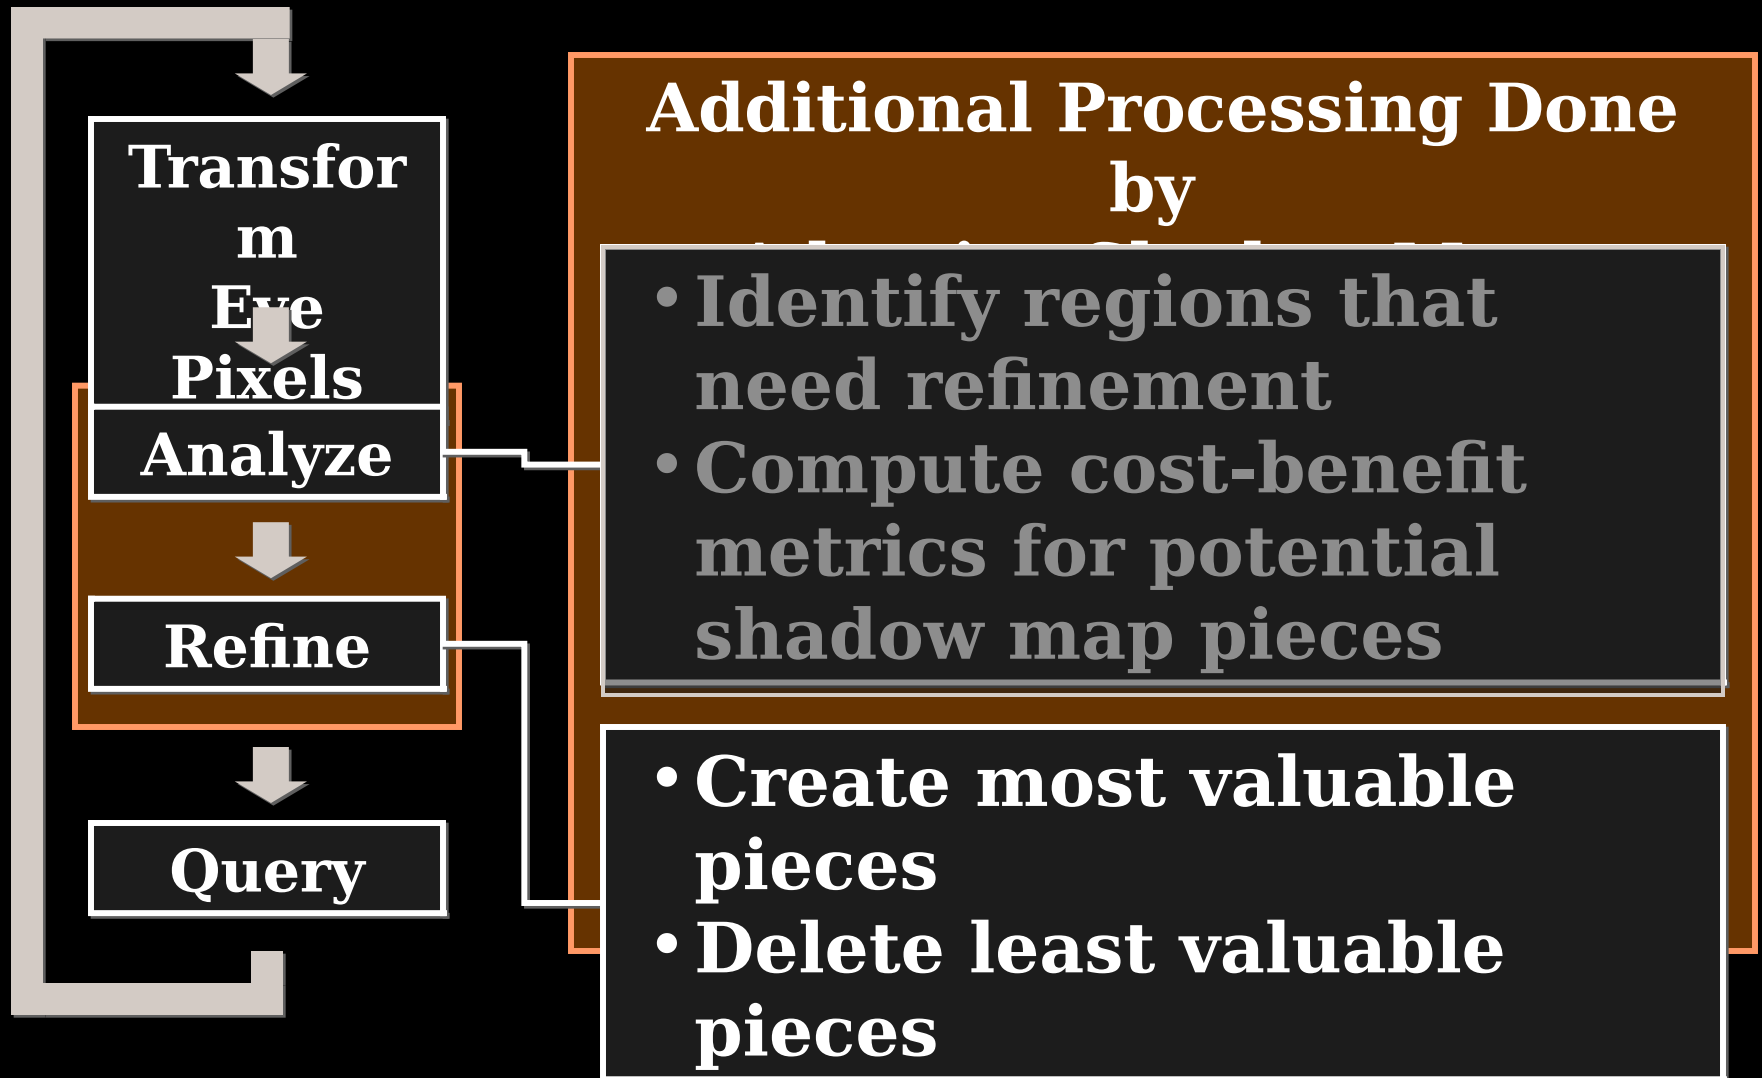 Transfor
m
Eye
Pixels
Analyze
Refine
Query
Additional Processing Done
by
• Identify regions that
need refinement
• Compute cost-benefit
metrics for potential
shadow map pieces
• Create most valuable
pieces
• Delete least valuable
pieces